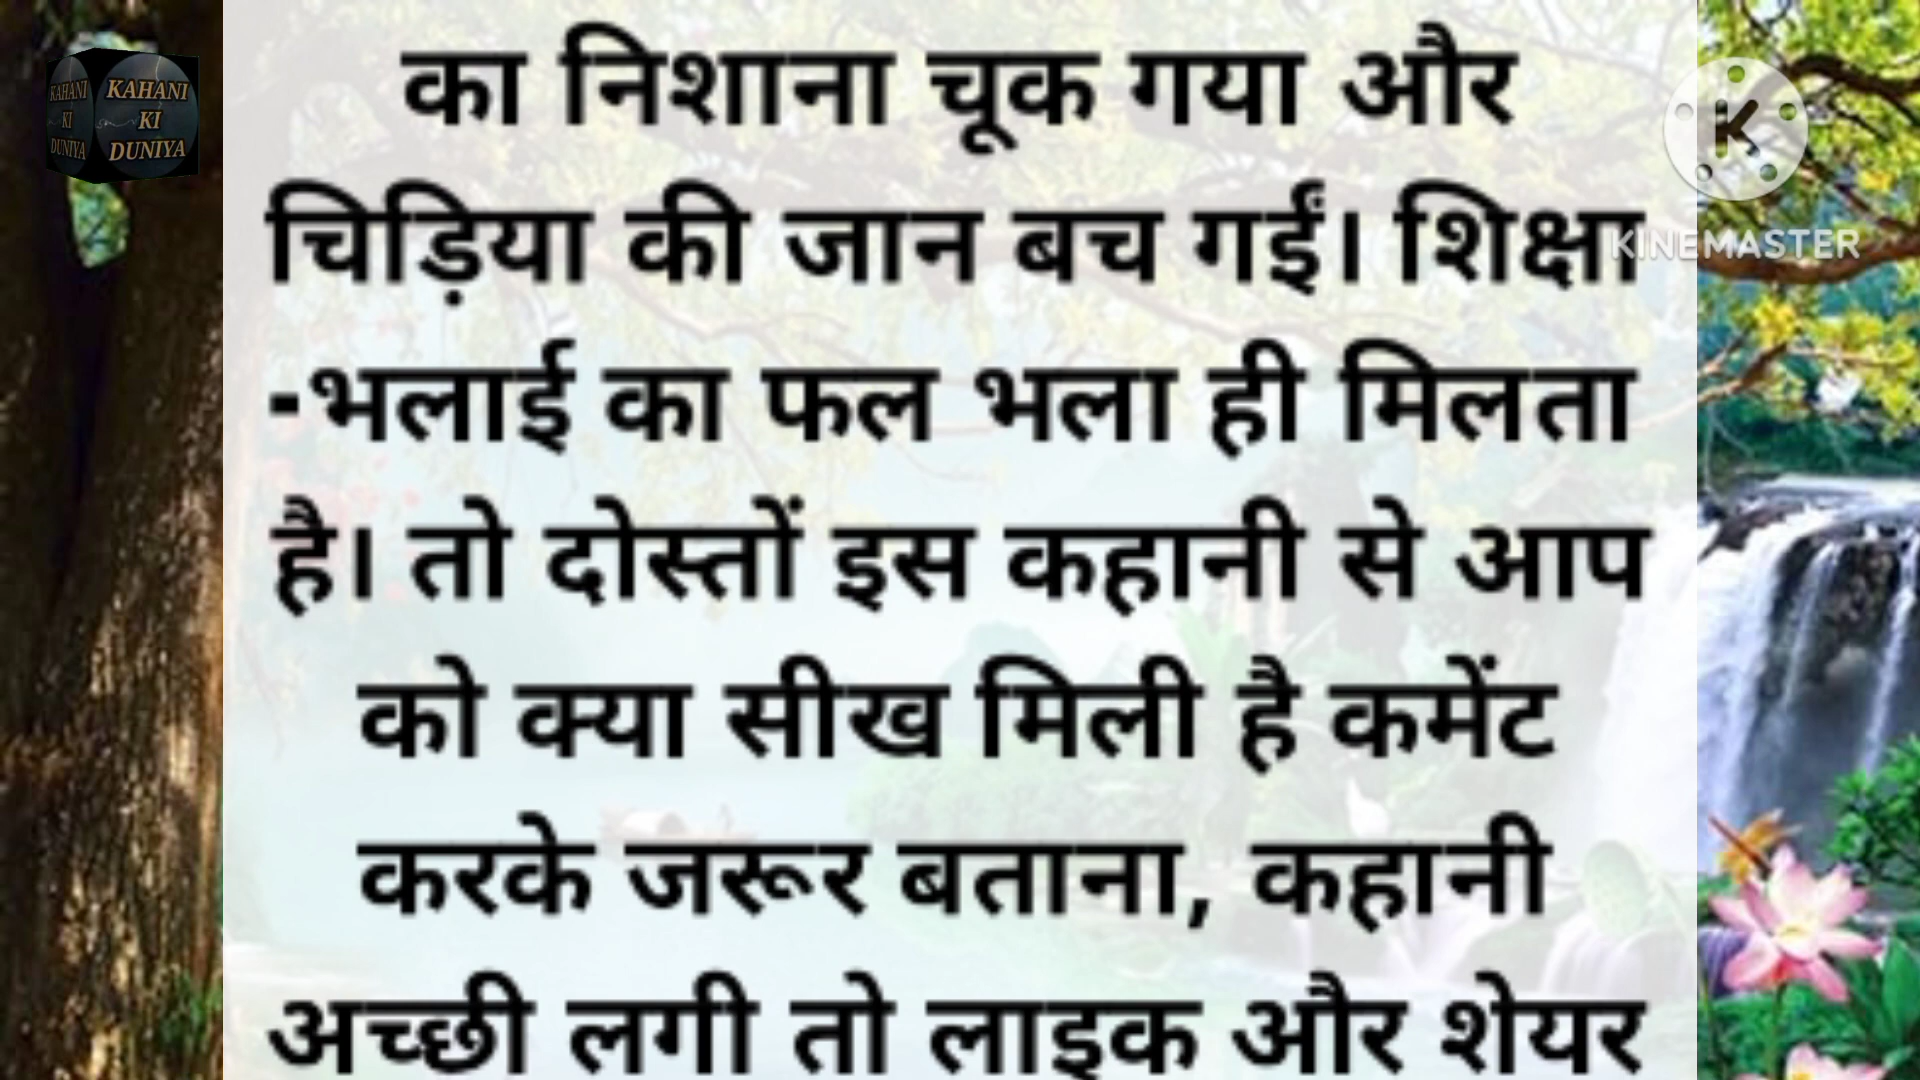 का निशाना चूक गया और
चिड़िया की जान बच गईं। शिक्षा
-भलाई का फल भला ही मिलता
है। तो दोस्तों इस कहानी से आप
को क्या सीख मिली है कमेंट
करके जरूर बताना, कहानी
अच्छी लगी तो लाइक और शेयर
KAHANI
KI
DUNIYA
KAHANI
KI
DUNIYA
K
KINEMASTER